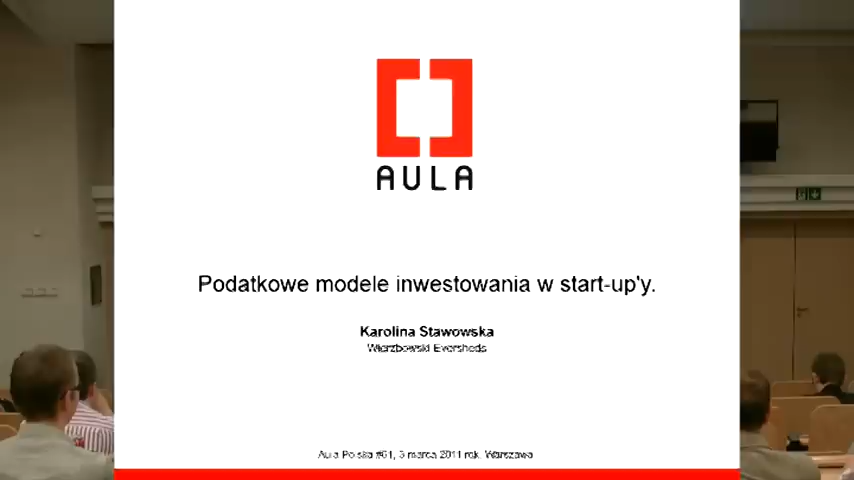 AULA
Podatkowe modele inwestowania w start-up'y.
Karolina Stawowska
Wierzbowski Eversheds
Aula Polska #61, 3 marca 2011 rok, Warszawa